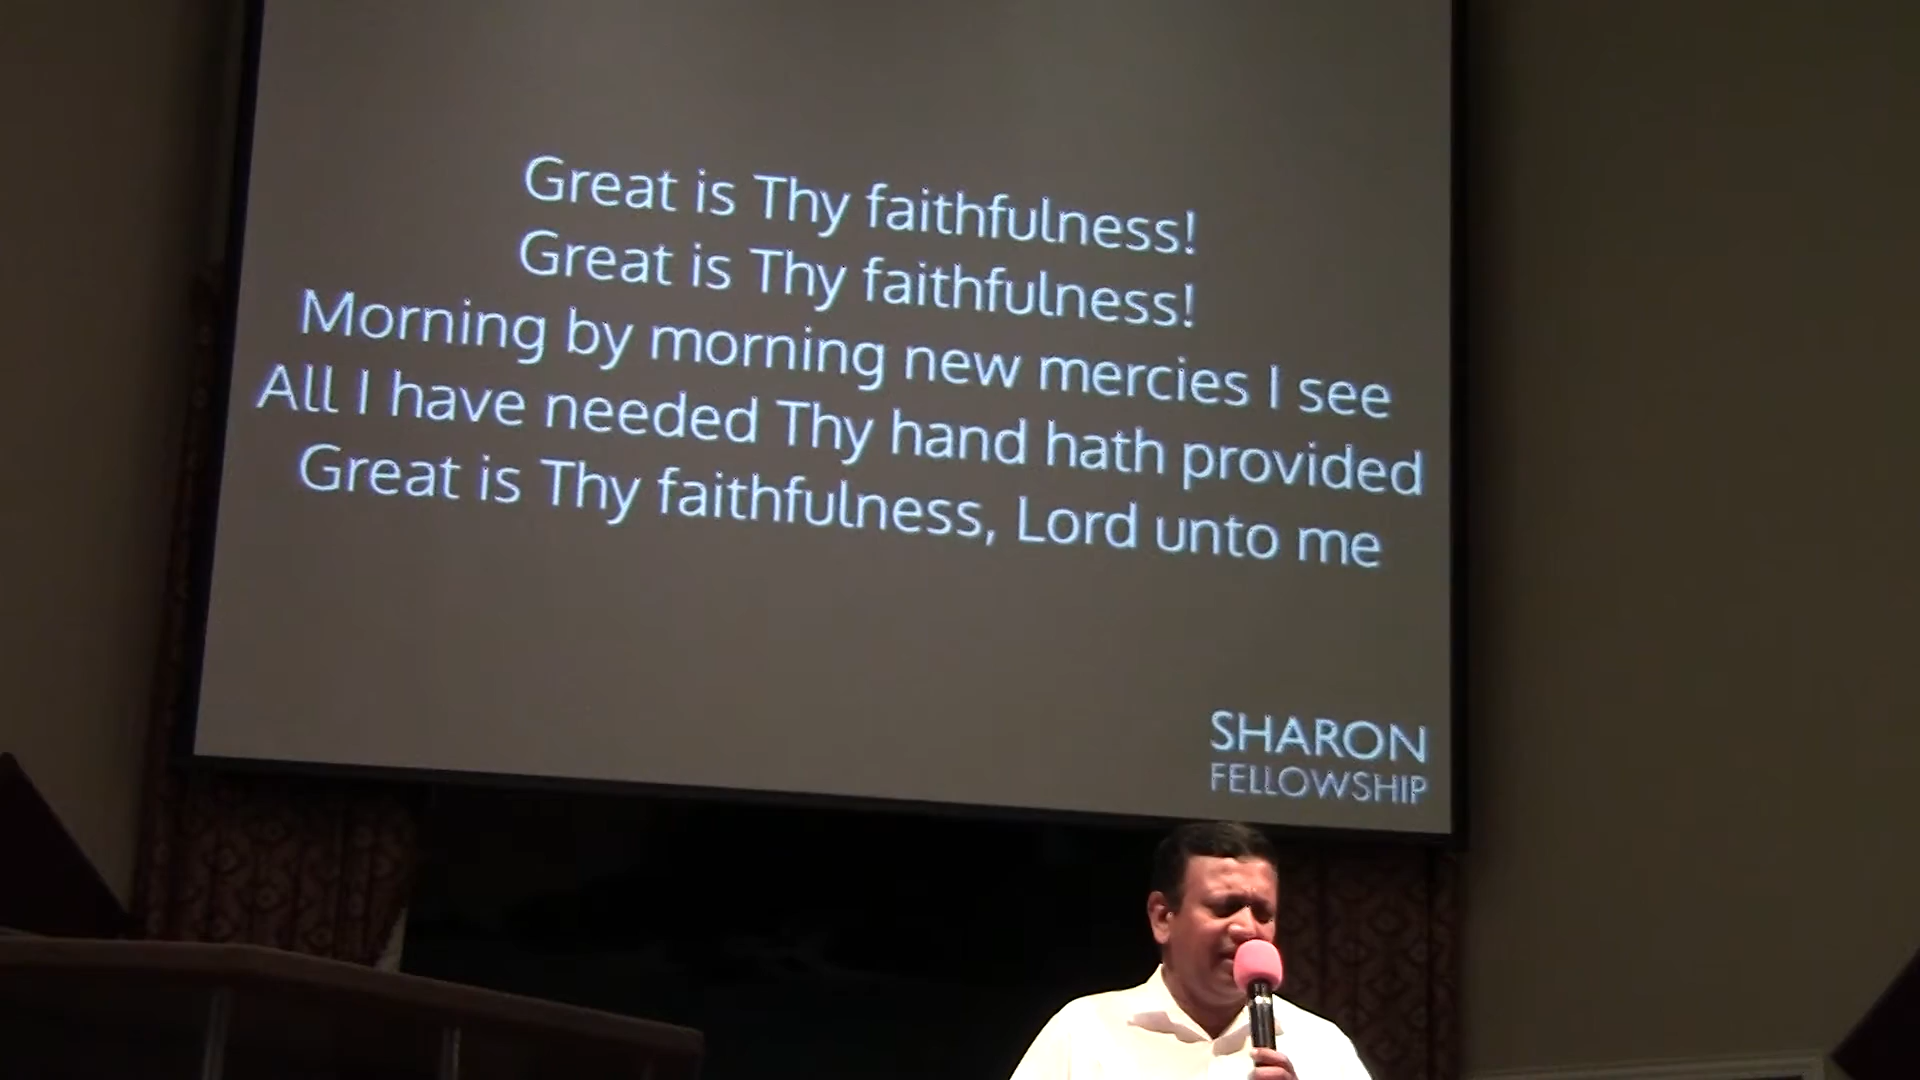 Great is Thy faithfulness!
Great is Thy faithfulness!
Morning by morning new mercies I see
All I have needed Thy hand hath provided
Great is Thy faithfulness, Lord unto me
SHARON
FELLOWSHIP